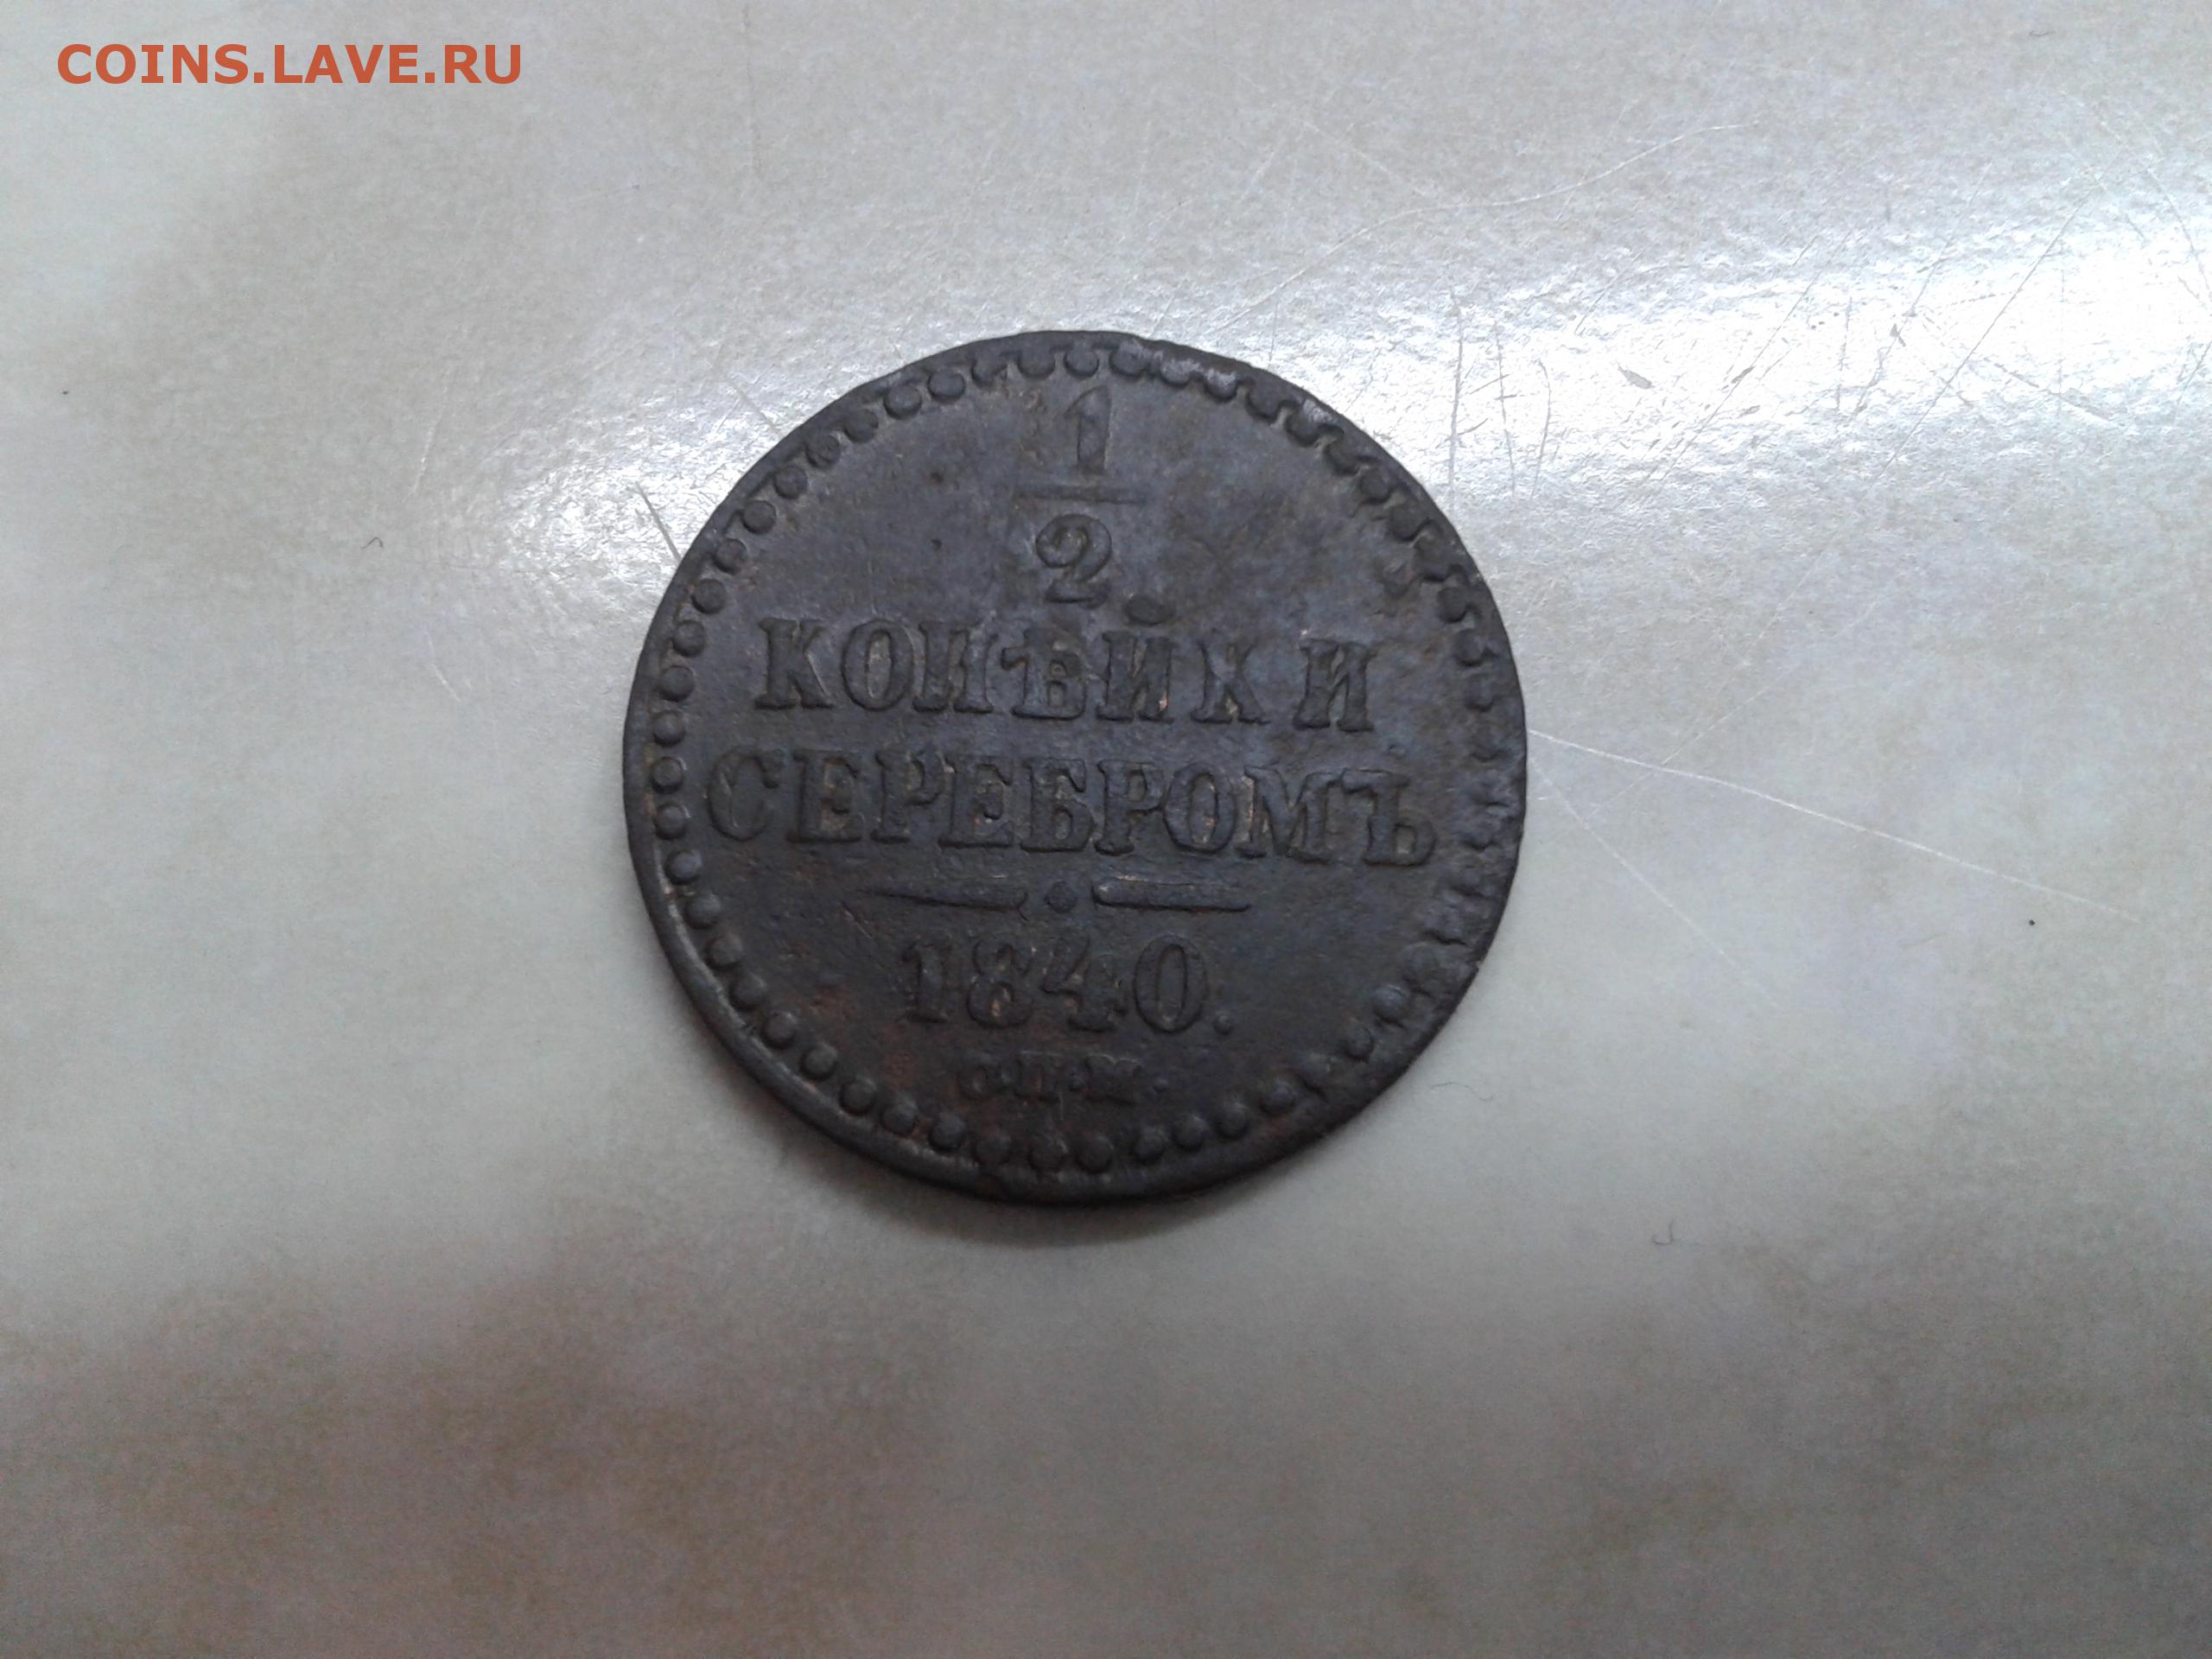 COINS.LAVE.RU
1
2
КОПѢЙКИ
СЕРЕБРОМЪ
1840.
С.П.М.